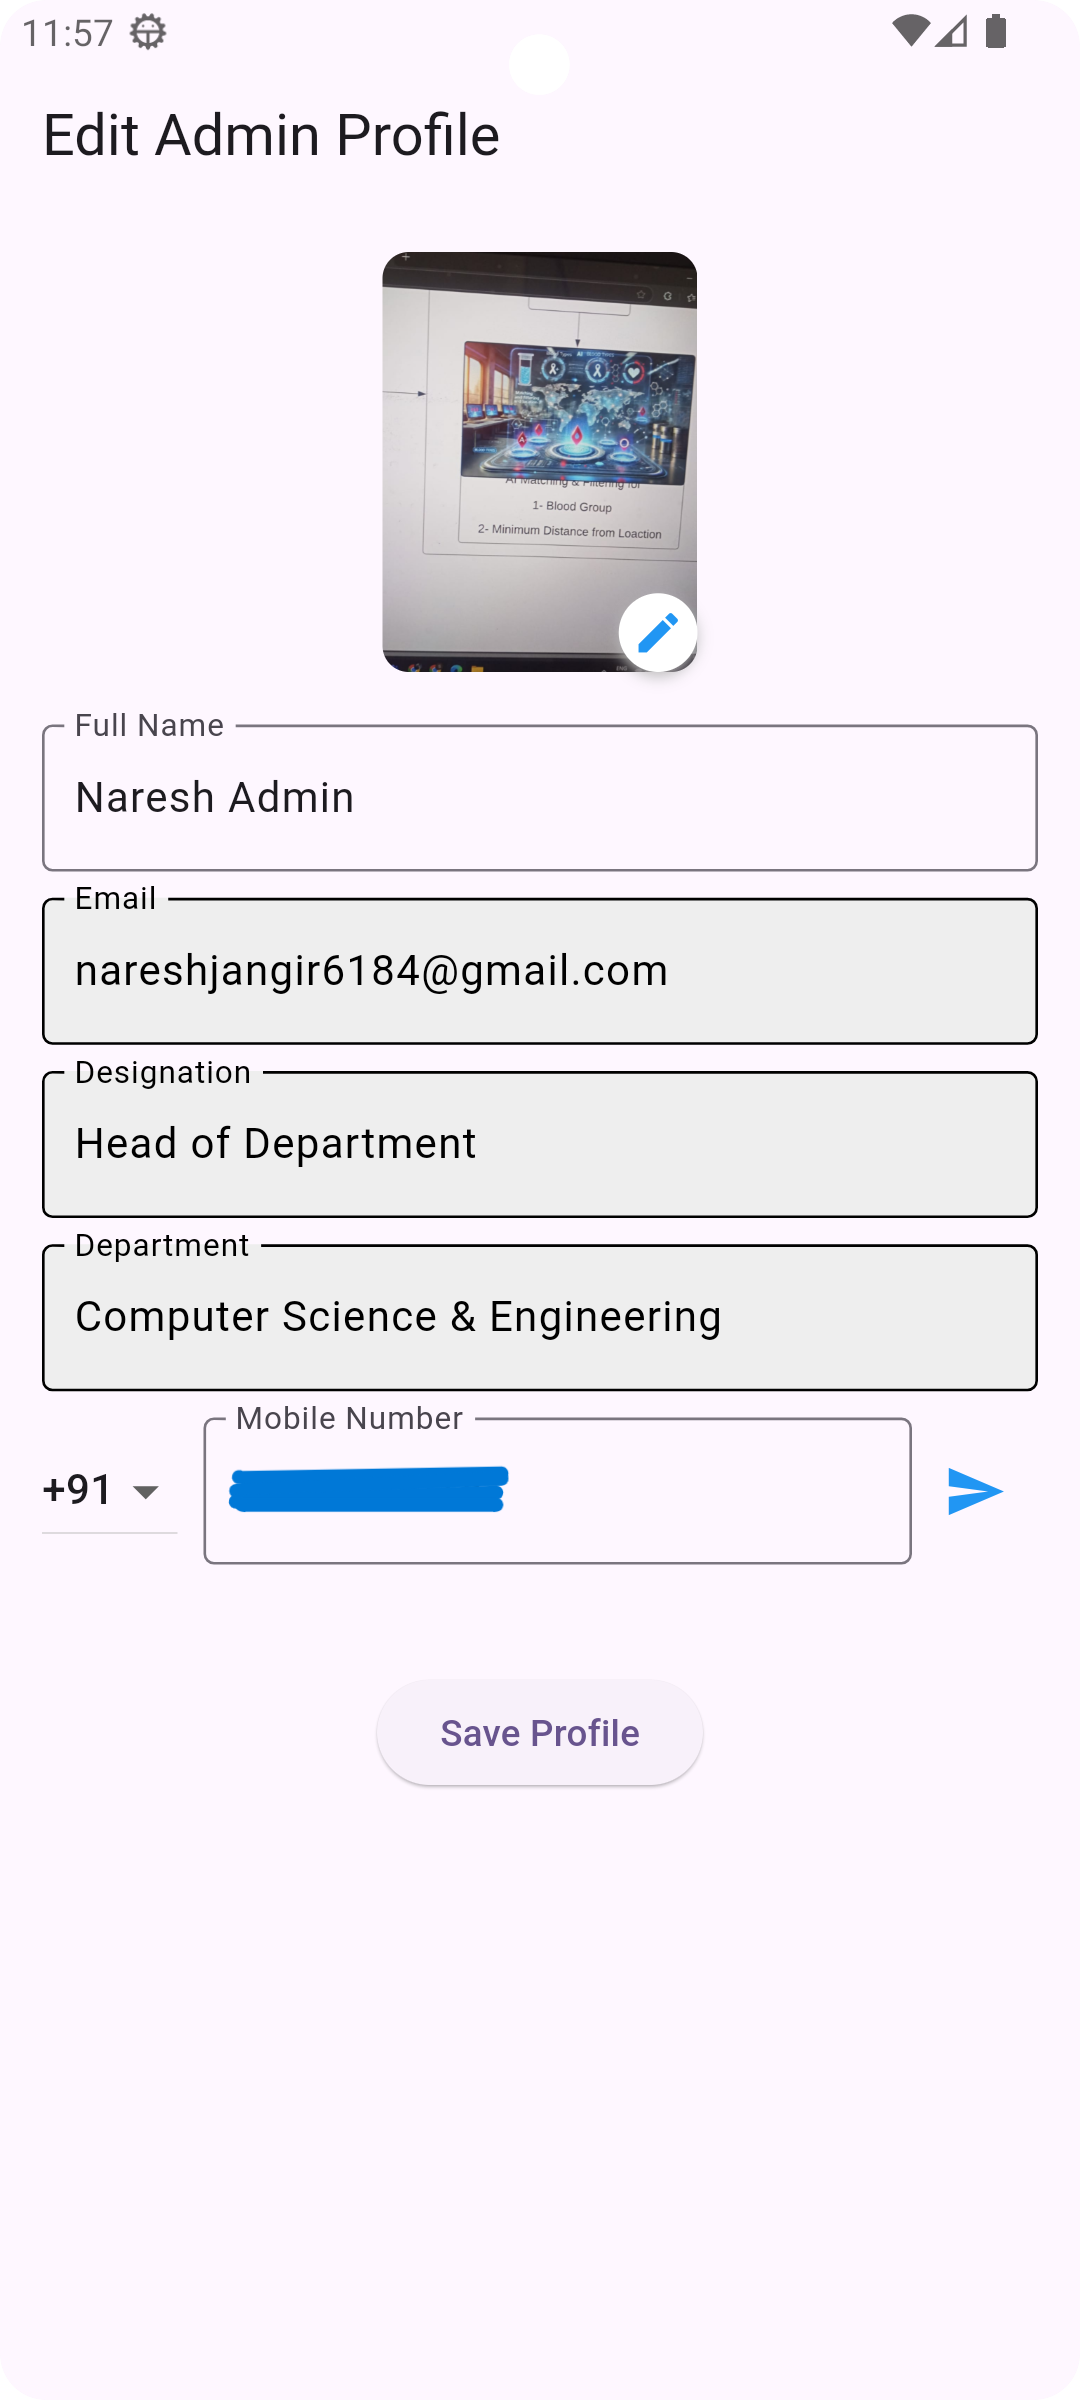 11:57
Edit Admin Profile
AI Matching & Filtering for
1- Blood Group
2- Minimum Distance from Loaction
Full Name
Naresh Admin
Email
nareshjangir6184@gmail.com
Designation
Head of Department
Department
Computer Science & Engineering
Mobile Number
+91
Save Profile